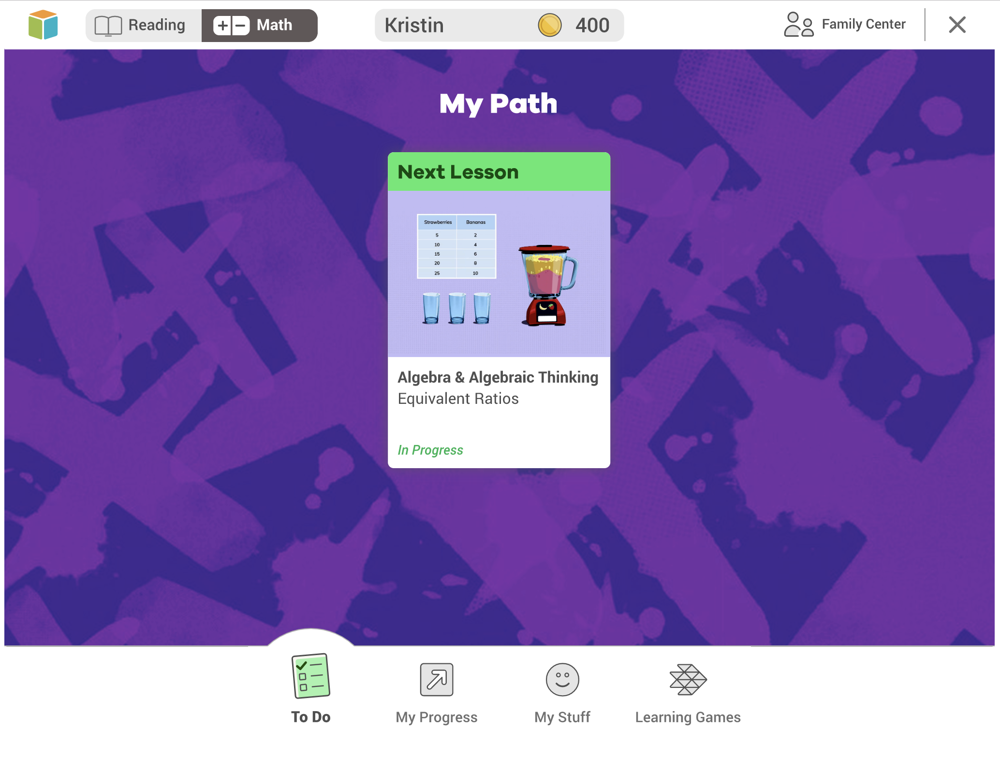 Reading
Math
Kristin
400
Family Center
My Path
Next Lesson
Strawberries Bananas
5 2
10 4
15 6
20 8
25 10
Algebra & Algebraic Thinking
Equivalent Ratios
In Progress
To Do
My Progress
My Stuff
Learning Games